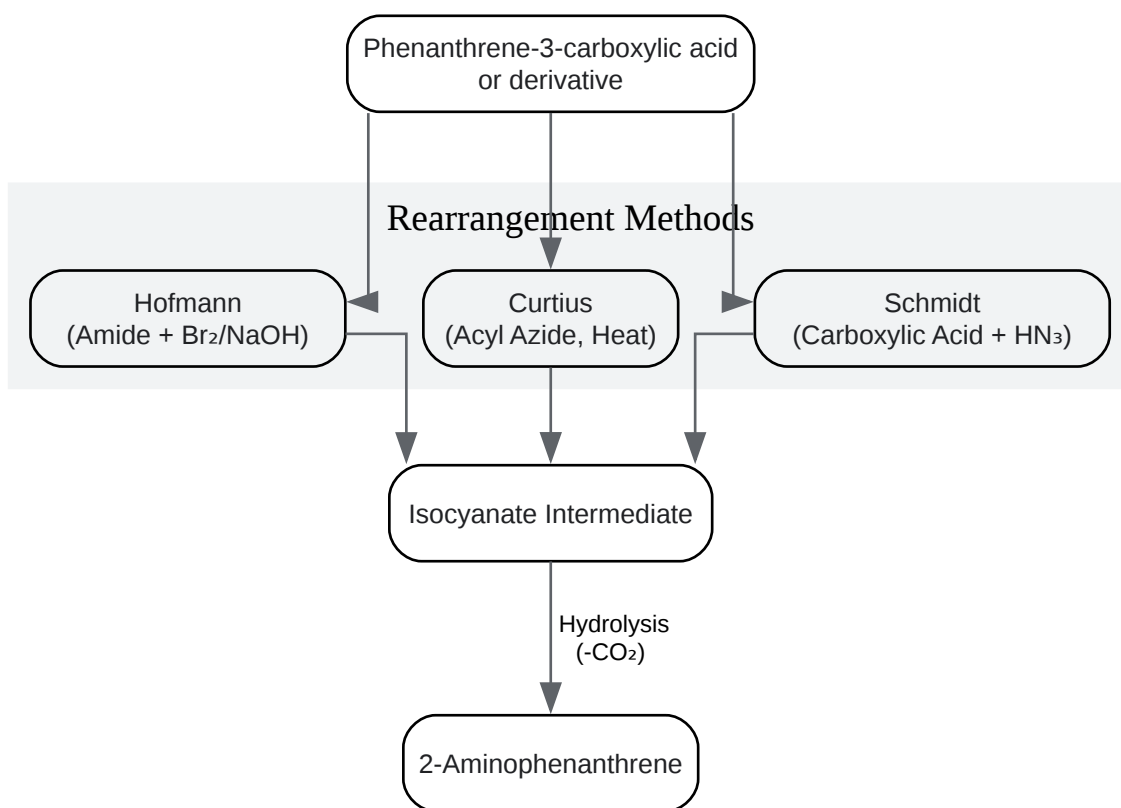 Phenanthrene-3-carboxylic acid
or derivative
Rearrangement Methods
Hofmann
(Amide + Br₂/NaOH)
Curtius
(Acyl Azide, Heat)
Schmidt
(Carboxylic Acid + HN₃)
Isocyanate Intermediate
Hydrolysis
(-CO₂)
2-Aminophenanthrene